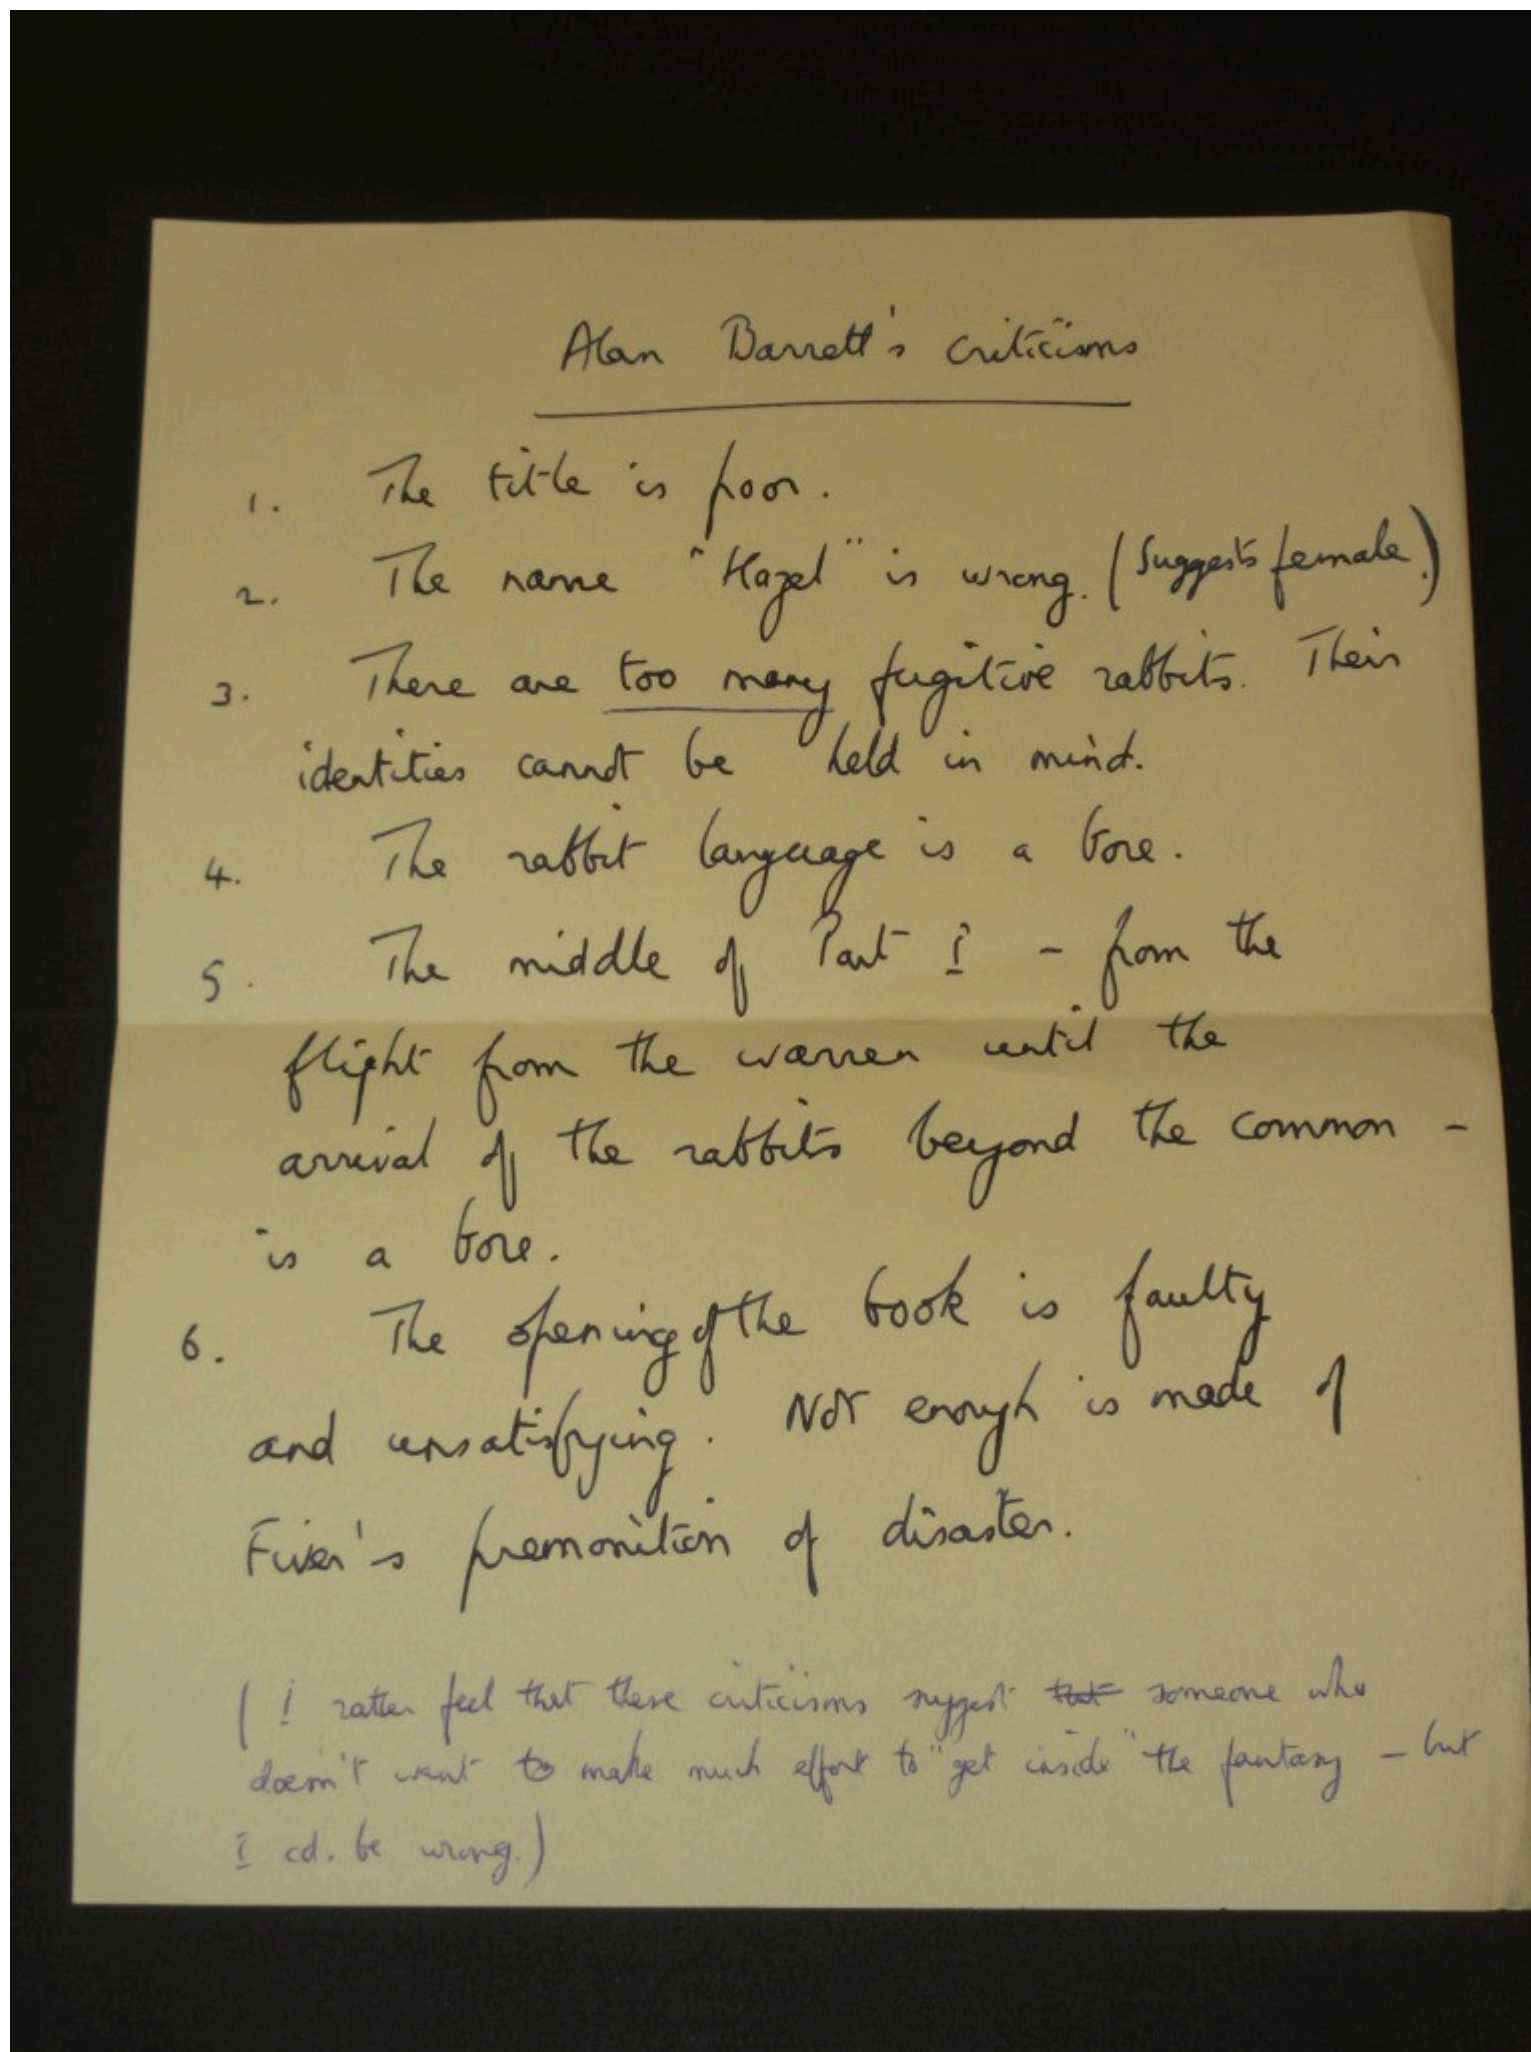 Alan Barrett's criticisms
1. The title is poor.
2. The name "Hazel" is wrong. (Suggests female.)
3. There are too many fugitive rabbits. Their
identities cannot be held in mind.
4. The rabbit language is a bore.
5. The middle of Part I - from the
flight from the warren until the
arrival of the rabbits beyond the common -
is a bore.
6. The opening of the book is faulty
and unsatisfying. Not enough is made of
Fiver's premonition of disaster.
(I rather feel that these criticisms suggest that someone who
doesn't want to make much effort to "get inside" the fantasy - but
I cd. be wrong.)